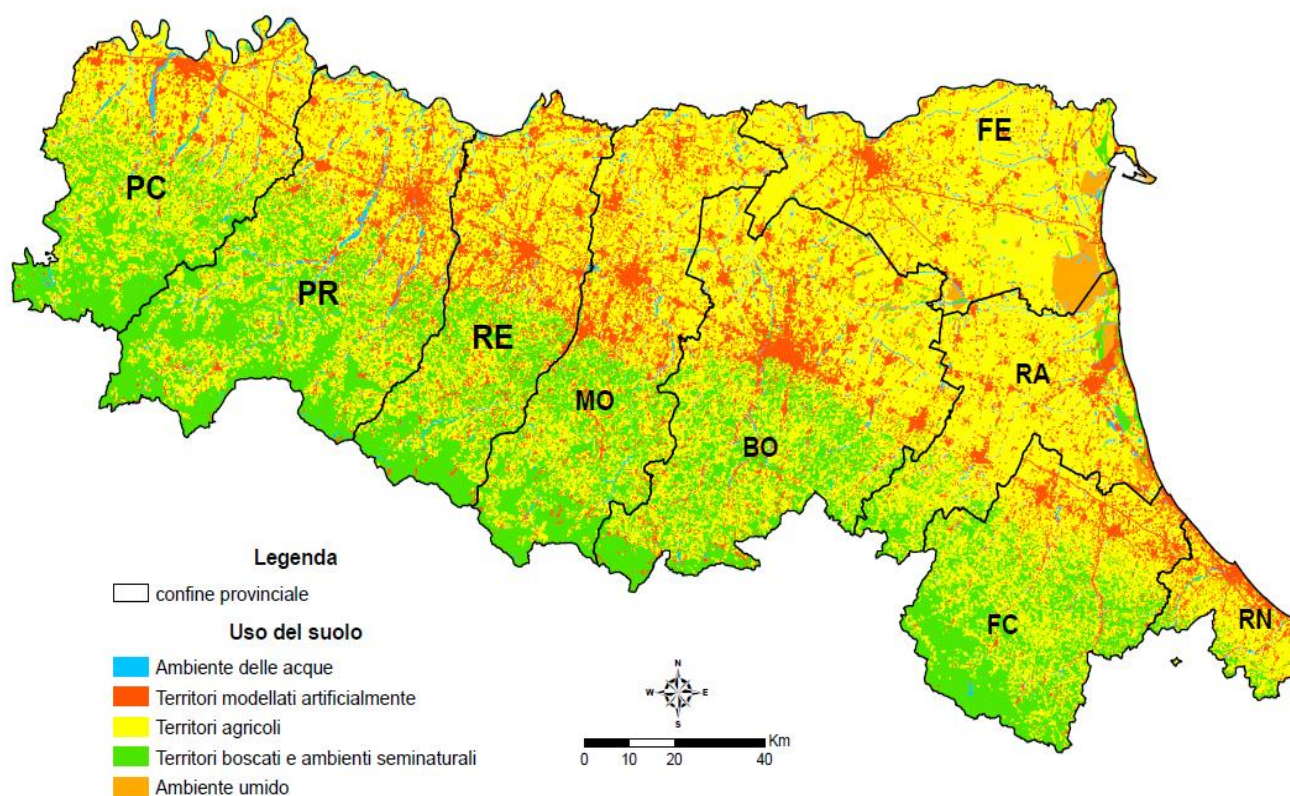 PC
PR
RE
MO
BO
FE
RA
FC
RN
Legenda
confine provinciale
Uso del suolo
Ambiente delle acque
Territori modellati artificialmente
Territori agricoli
Territori boscati e ambienti seminaturali
Ambiente umido
N
W E
S
Km
0 10 20 40